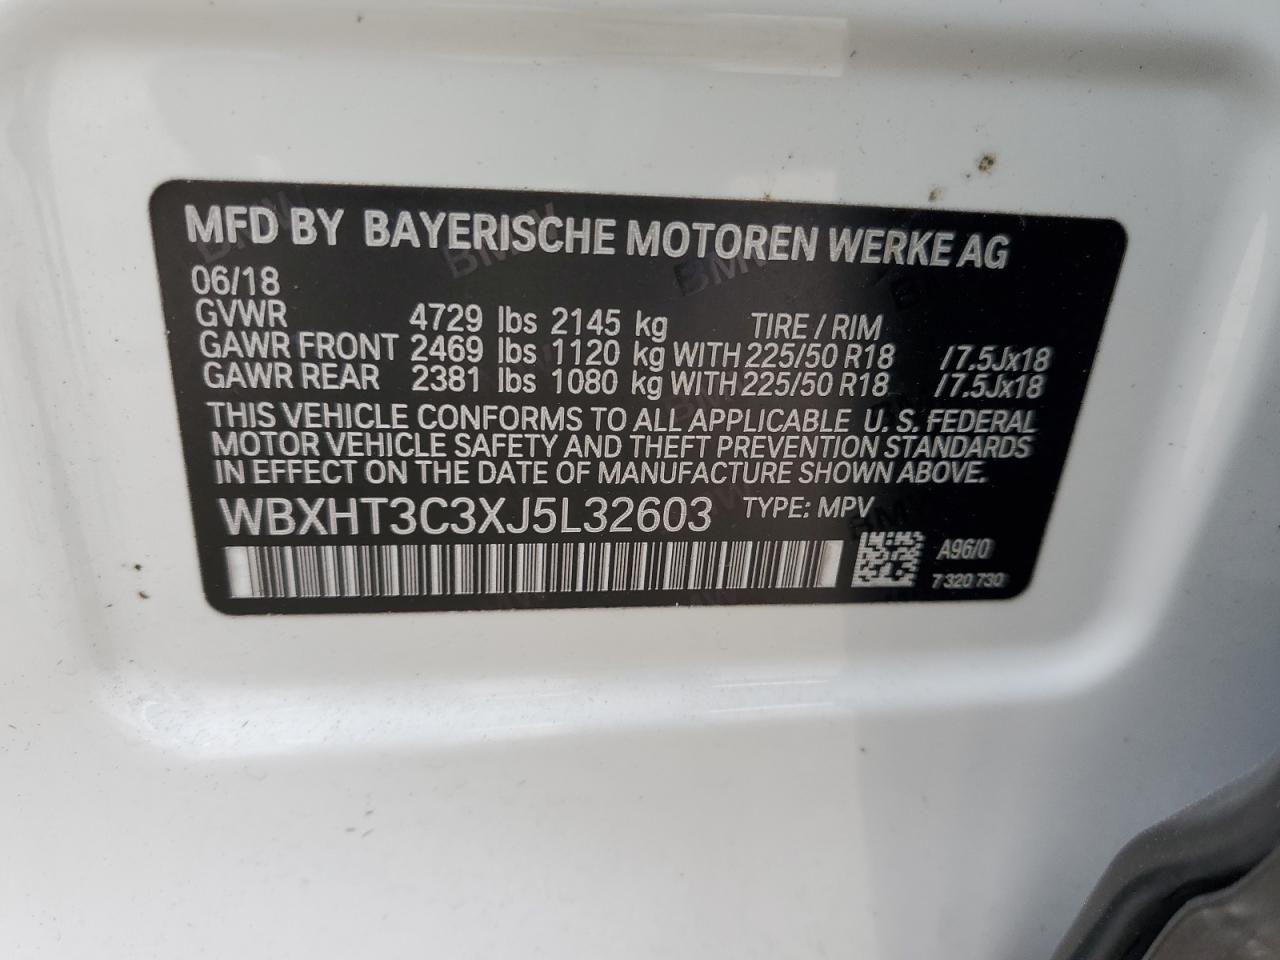 MFD BY BAYERISCHE MOTOREN WERKE AG
06/18
GVWR 4729 lbs 2145 kg TIRE / RIM
GAWR FRONT 2469 lbs 1120 kg WITH 225/50 R18 /7.5Jx18
GAWR REAR 2381 lbs 1080 kg WITH 225/50 R18 /7.5Jx18
THIS VEHICLE CONFORMS TO ALL APPLICABLE U. S. FEDERAL
MOTOR VEHICLE SAFETY AND THEFT PREVENTION STANDARDS
IN EFFECT ON THE DATE OF MANUFACTURE SHOWN ABOVE.
WBXHT3C3XJ5L32603 TYPE: MPV
A96/0
7 320 730